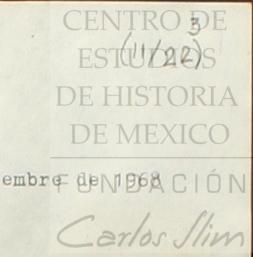 CENTRO DE
3
(11/22)
ESTUDIOS
DE HISTORIA
DE MEXICO
embre de 1968
FUNDACIÓN
Carlos Slim